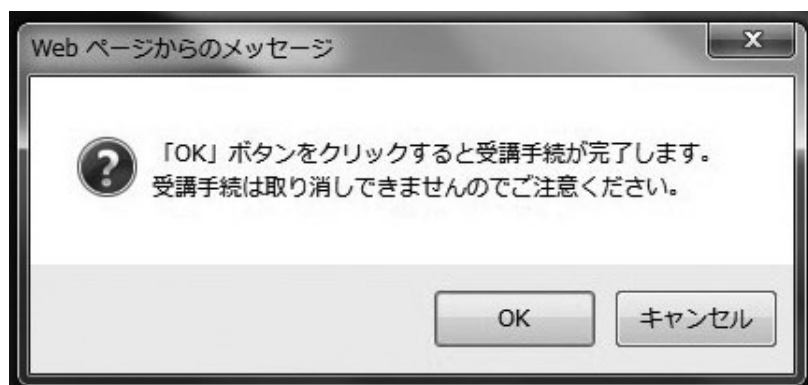 Web ページからのメッセージ
「OK」ボタンをクリックすると受講手続が完了します。
受講手続は取り消しできませんのでご注意ください。
OK
キャンセル